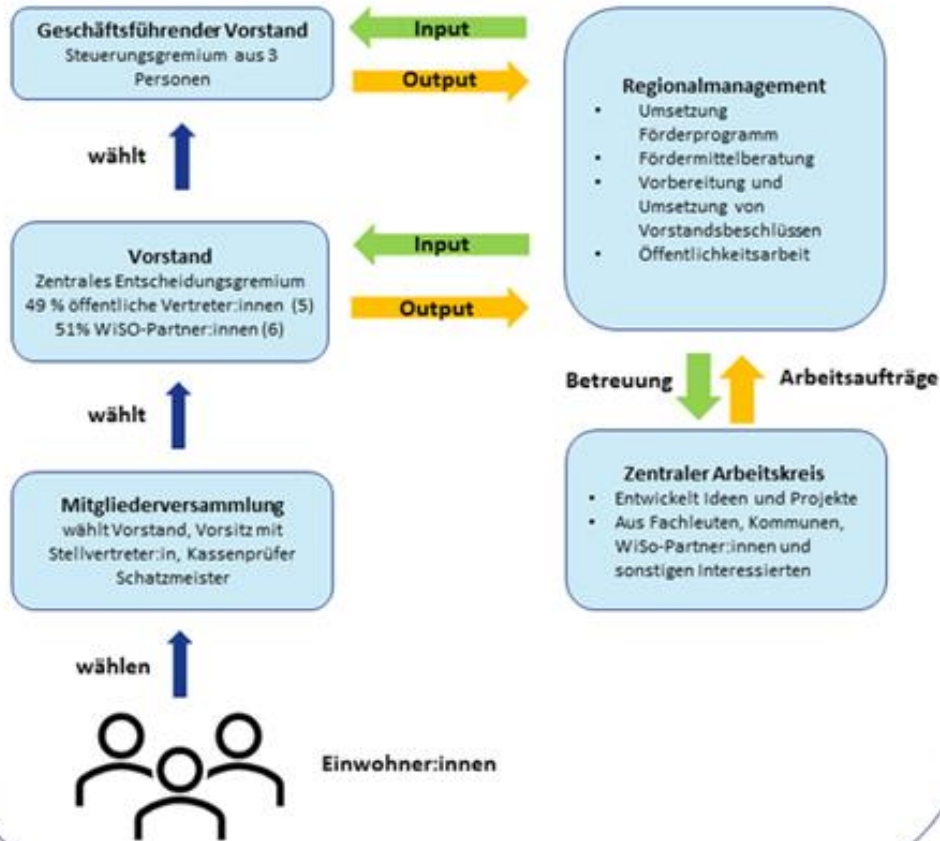 Geschäftsführender Vorstand
Steuerungsgremium aus 3
Personen
Input
Output
wählt
Vorstand
Zentrales Entscheidungsgremium
49 % öffentliche Vertreter:innen (5)
51% WiSO-Partner:innen (6)
Input
Output
wählt
Mitgliederversammlung
wählt Vorstand, Vorsitz mit
Stellvertreter:in, Kassenprüfer
Schatzmeister
wählen
Einwohner:innen
Regionalmanagement
• Umsetzung
Förderprogramm
• Fördermittelberatung
• Vorbereitung und
Umsetzung von
Vorstandsbeschlüssen
• Öffentlichkeitsarbeit
Betreuung
Arbeitsaufträge
Zentraler Arbeitskreis
• Entwickelt Ideen und Projekte
• Aus Fachleuten, Kommunen,
WiSo-Partner:innen und
sonstigen Interessierten